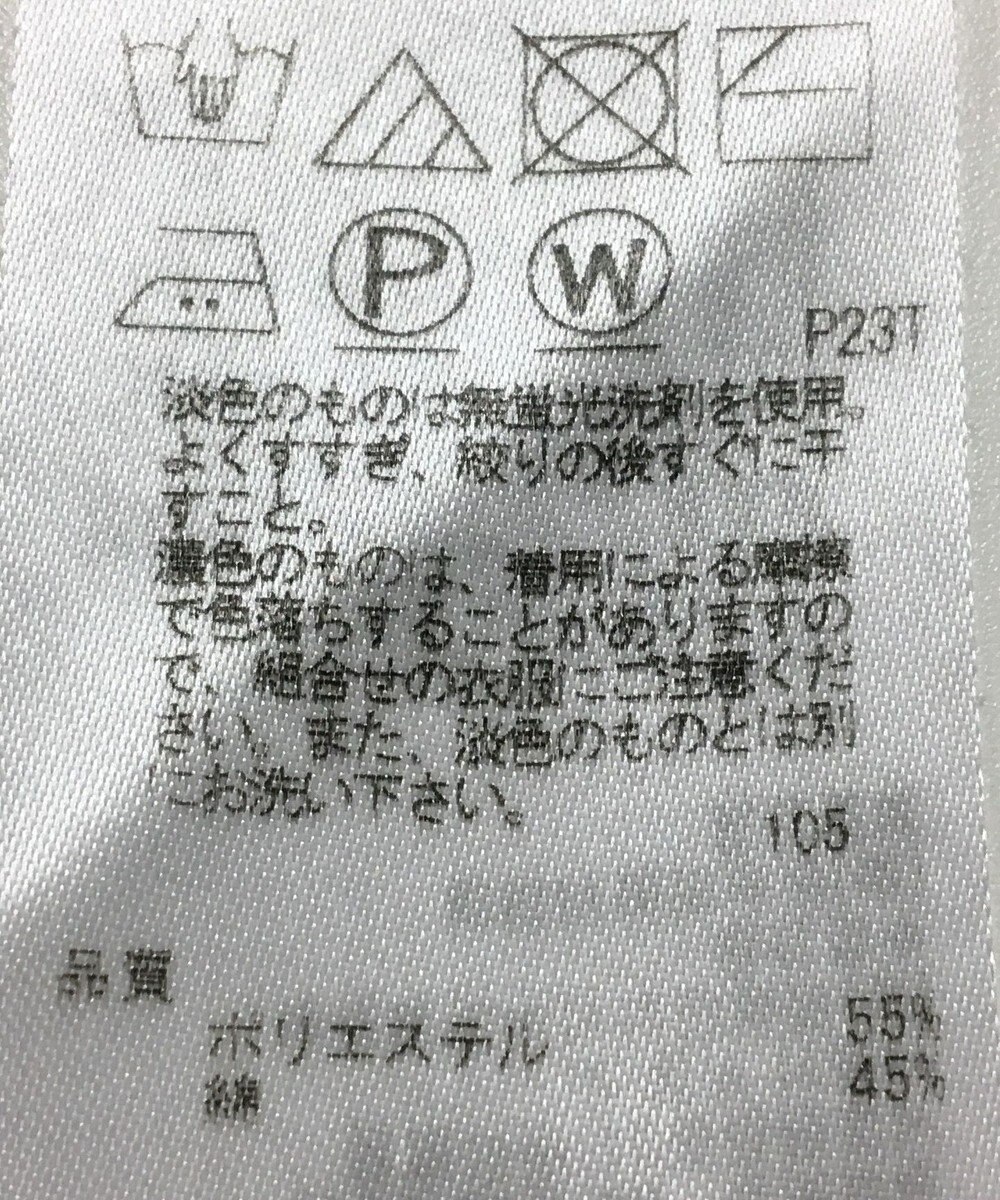 P W
P23T
淡色のものは無蛍光洗剤を使用。
よくすすぎ、絞りの後すぐに干
すこと。
濃色のものは、着用による摩擦
で色落ちすることがありますの
で、組合せの衣服にご注意くだ
さい。また、淡色のものとは別
にお洗い下さい。
105
品質
ポリエステル 55%
綿 45%